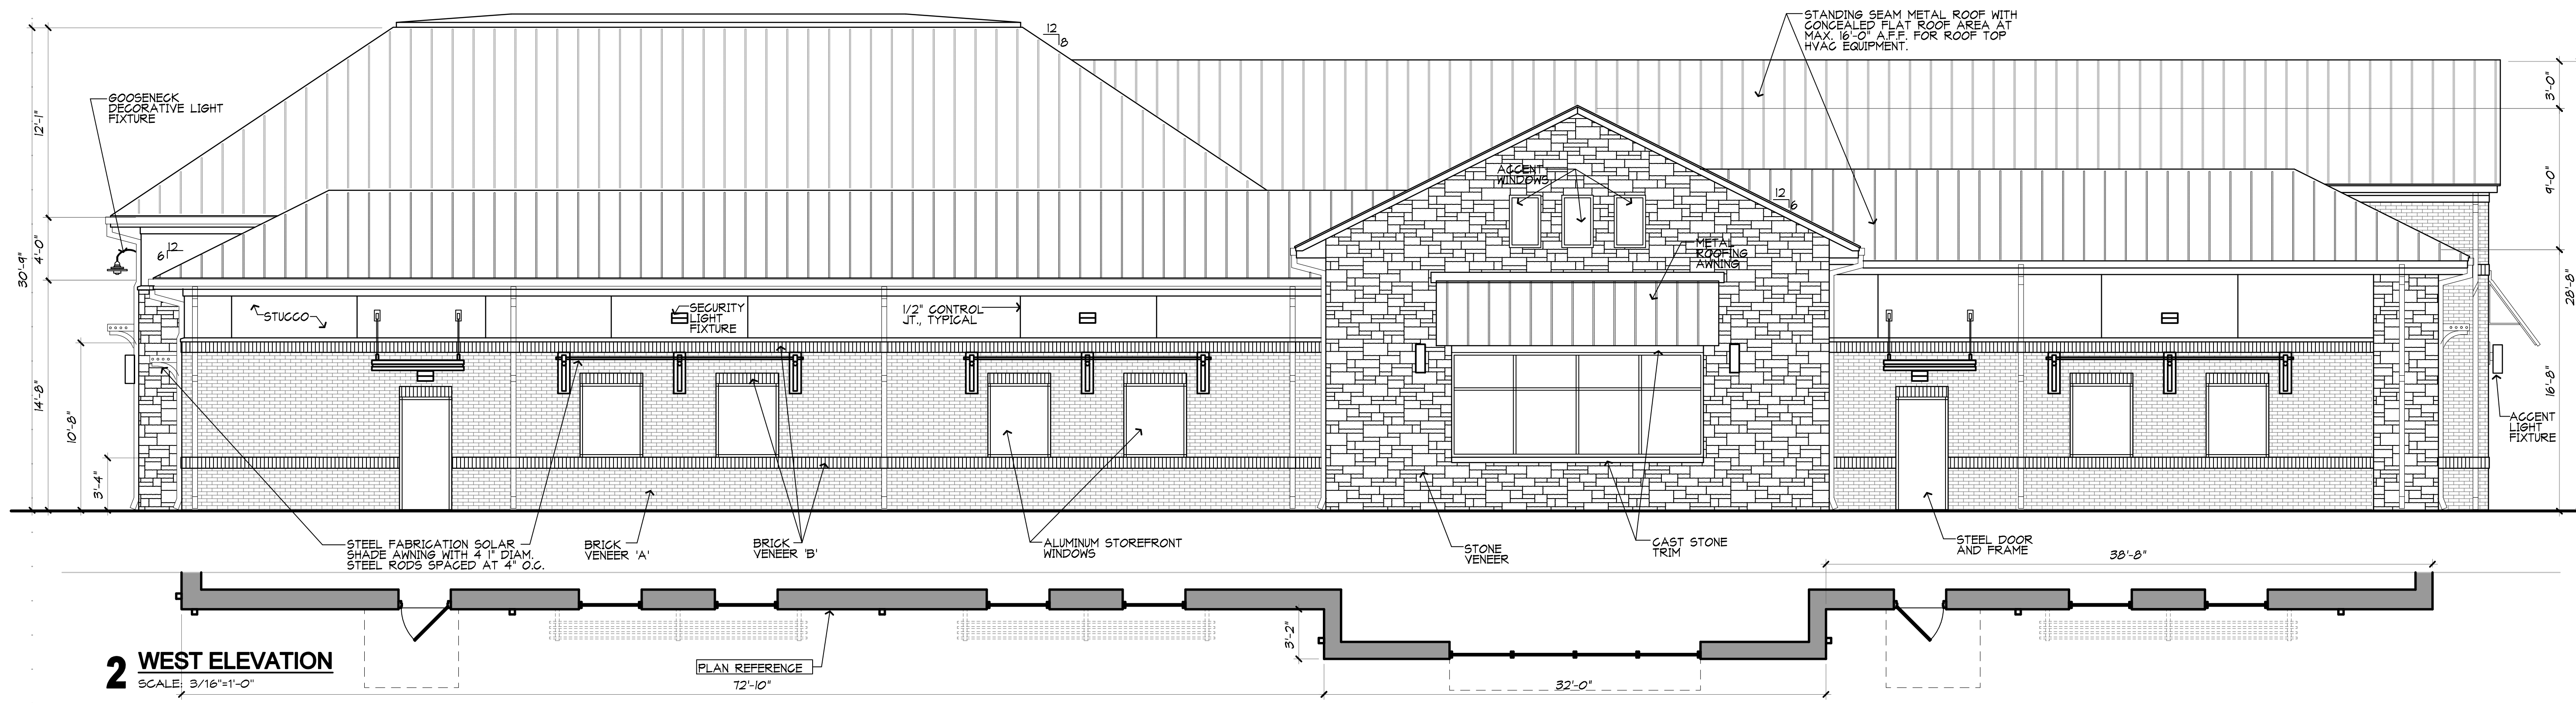 STANDING SEAM METAL ROOF WITH
CONCEALED FLAT ROOF AREA AT
MAX. 16'-0" A.F.F. FOR ROOF TOP
HVAC EQUIPMENT.
12
8
GOOSENECK
DECORATIVE LIGHT
FIXTURE
12'-1"
3'-0"
ACCENT
WINDOWS
9'-0"
12
6
30'-9"
4'-0"
12
6
METAL
ROOFING
AWNING
28'-8"
STUCCO
SECURITY
LIGHT
FIXTURE
1/2" CONTROL
JT., TYPICAL
14'-8"
10'-8"
16'-8"
3'-4"
ACCENT
LIGHT
FIXTURE
STEEL FABRICATION SOLAR
SHADE AWNING WITH 4 1" DIAM.
STEEL RODS SPACED AT 4" O.C.
BRICK
VENEER 'A'
BRICK
VENEER 'B'
ALUMINUM STOREFRONT
WINDOWS
STONE
VENEER
CAST STONE
TRIM
STEEL DOOR
AND FRAME
38'-8"
3'-2"
PLAN REFERENCE
72'-10"
32'-0"
2 WEST ELEVATION
SCALE: 3/16"=1'-0"